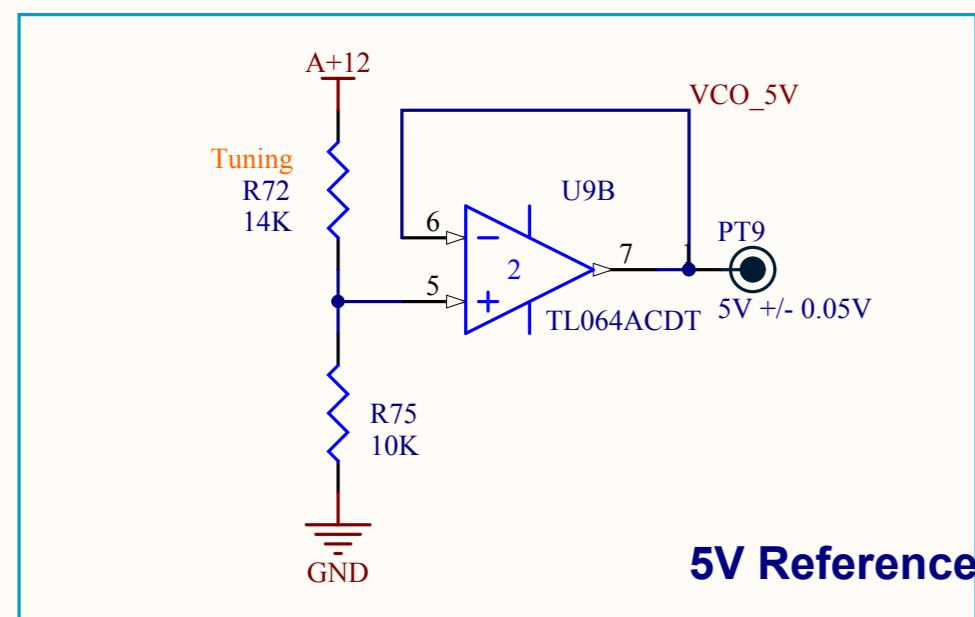 A+12
VCO_5V
Tuning
R72
14K
U9B
6
7
1
PT9
2
5
TL064ACDT
5V +/- 0.05V
R75
10K
5V Reference
GND